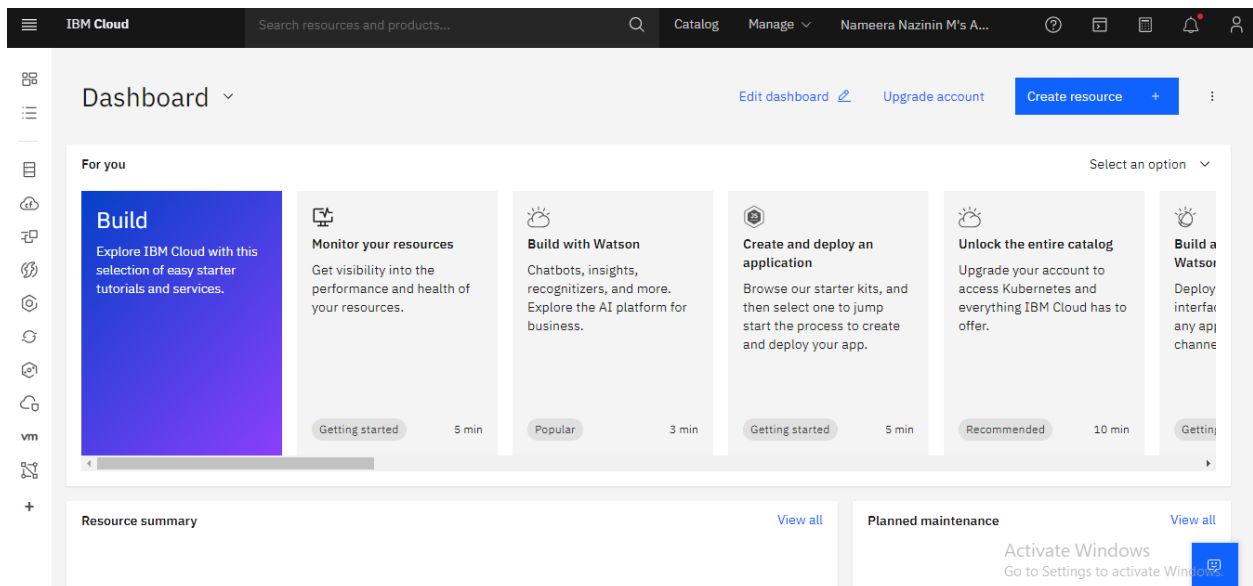 IBM Cloud
Search resources and products...
Catalog
Manage
Nameera Nazinin M's A...
Dashboard
Edit dashboard
Upgrade account
Create resource +
For you
Select an option
Build
Explore IBM Cloud with this
selection of easy starter
tutorials and services.
Monitor your resources
Get visibility into the
performance and health of
your resources.
Getting started
5 min
Build with Watson
Chatbots, insights,
recognitizers, and more.
Explore the AI platform for
business.
Popular
3 min
Create and deploy an
application
Browse our starter kits, and
then select one to jump
start the process to create
and deploy your app.
Getting started
5 min
Unlock the entire catalog
Upgrade your account to
access Kubernetes and
everything IBM Cloud has to
offer.
Recommended
10 min
Build a
Deploy
any
vm
Resource summary
View all
Planned maintenance
View all
Activate Windows
Go to Settings to activate Windows.